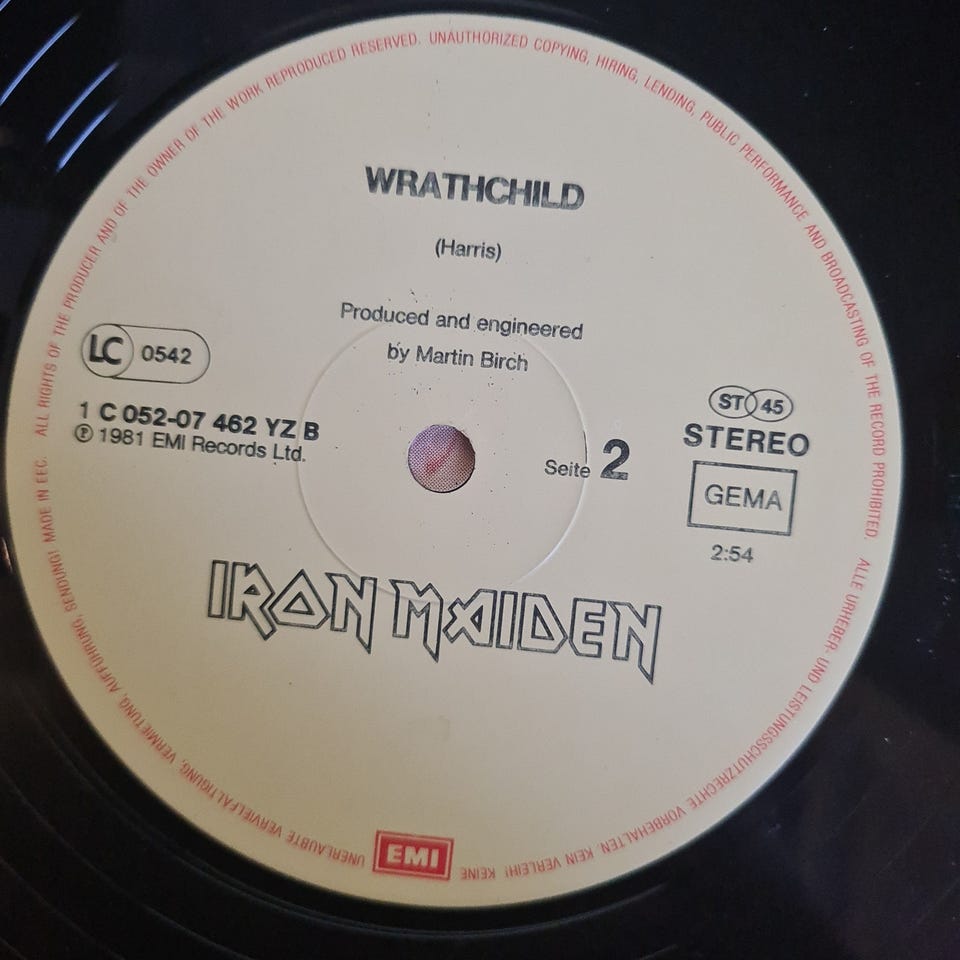 ALL RIGHTS OF THE PRODUCER AND OF THE OWNER OF THE WORK REPRODUCED RESERVED. UNAUTHORIZED COPYING, HIRING, LENDING, PUBLIC PERFORMANCE AND BROADCASTING OF THE RECORD PROHIBITED.
WRATHCHILD
(Harris)
Produced and engineered
by Martin Birch
LC 0542
1 C 052-07 462 YZ B
℗ 1981 EMI Records Ltd.
Seite 2
ST 45
STEREO
GEMA
2:54
IRON MAIDEN
EMI
ALLE URHEBER- UND LEISTUNGSSCHUTZRECHTE VORBEHALTEN. KEIN VERLEIH! KEINE UNERLAUBTE VERVIELFÄLTIGUNG, VERMIETUNG, AUFFÜHRUNG, SENDUNG! MADE IN EEC.